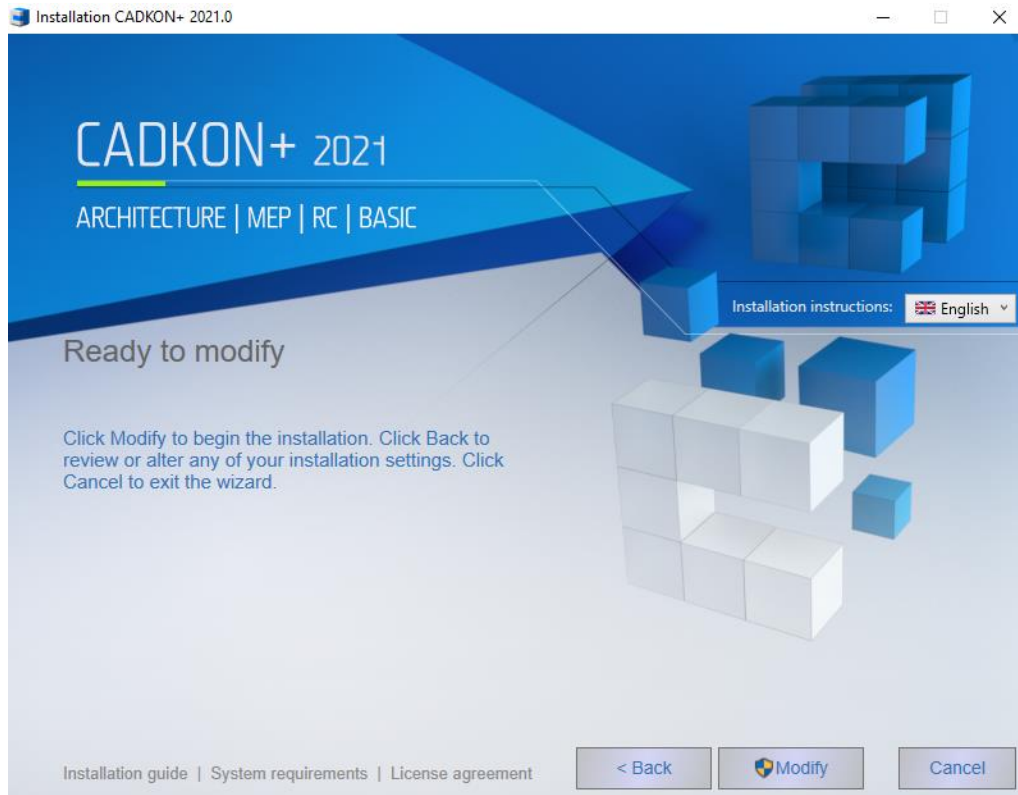 Installation CADKON+ 2021.0
CADKON+ 2021
ARCHITECTURE | MEP | RC | BASIC
Installation instructions: English
Ready to modify
Click Modify to begin the installation. Click Back to
review or alter any of your installation settings. Click
Cancel to exit the wizard.
Installation guide | System requirements | License agreement
< Back Modify Cancel